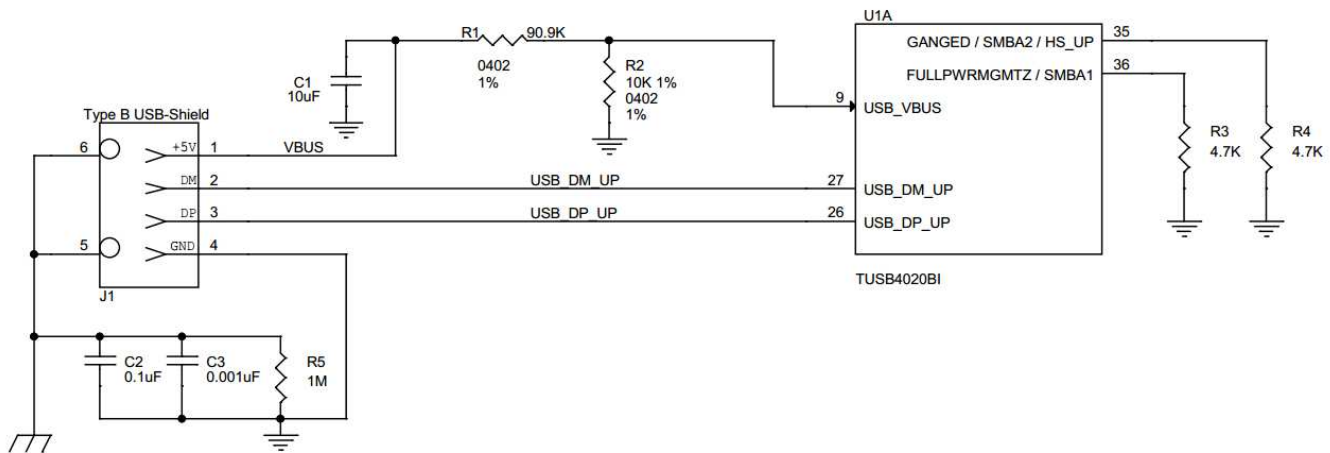 U1A
R1 90.9K
0402
1%
C1
10uF
R2
10K 1%
0402
1%
GANGED / SMBA2 / HS_UP 35
FULLPWRMGMTZ / SMBA1 36
9 USB_VBUS
R3
4.7K
R4
4.7K
Type B USB-Shield
6 +5V 1 VBUS
DM 2 USB_DM_UP 27 USB_DM_UP
DP 3 USB_DP_UP 26 USB_DP_UP
5 GND 4
J1
TUSB4020BI
C2
0.1uF
C3
0.001uF
R5
1M